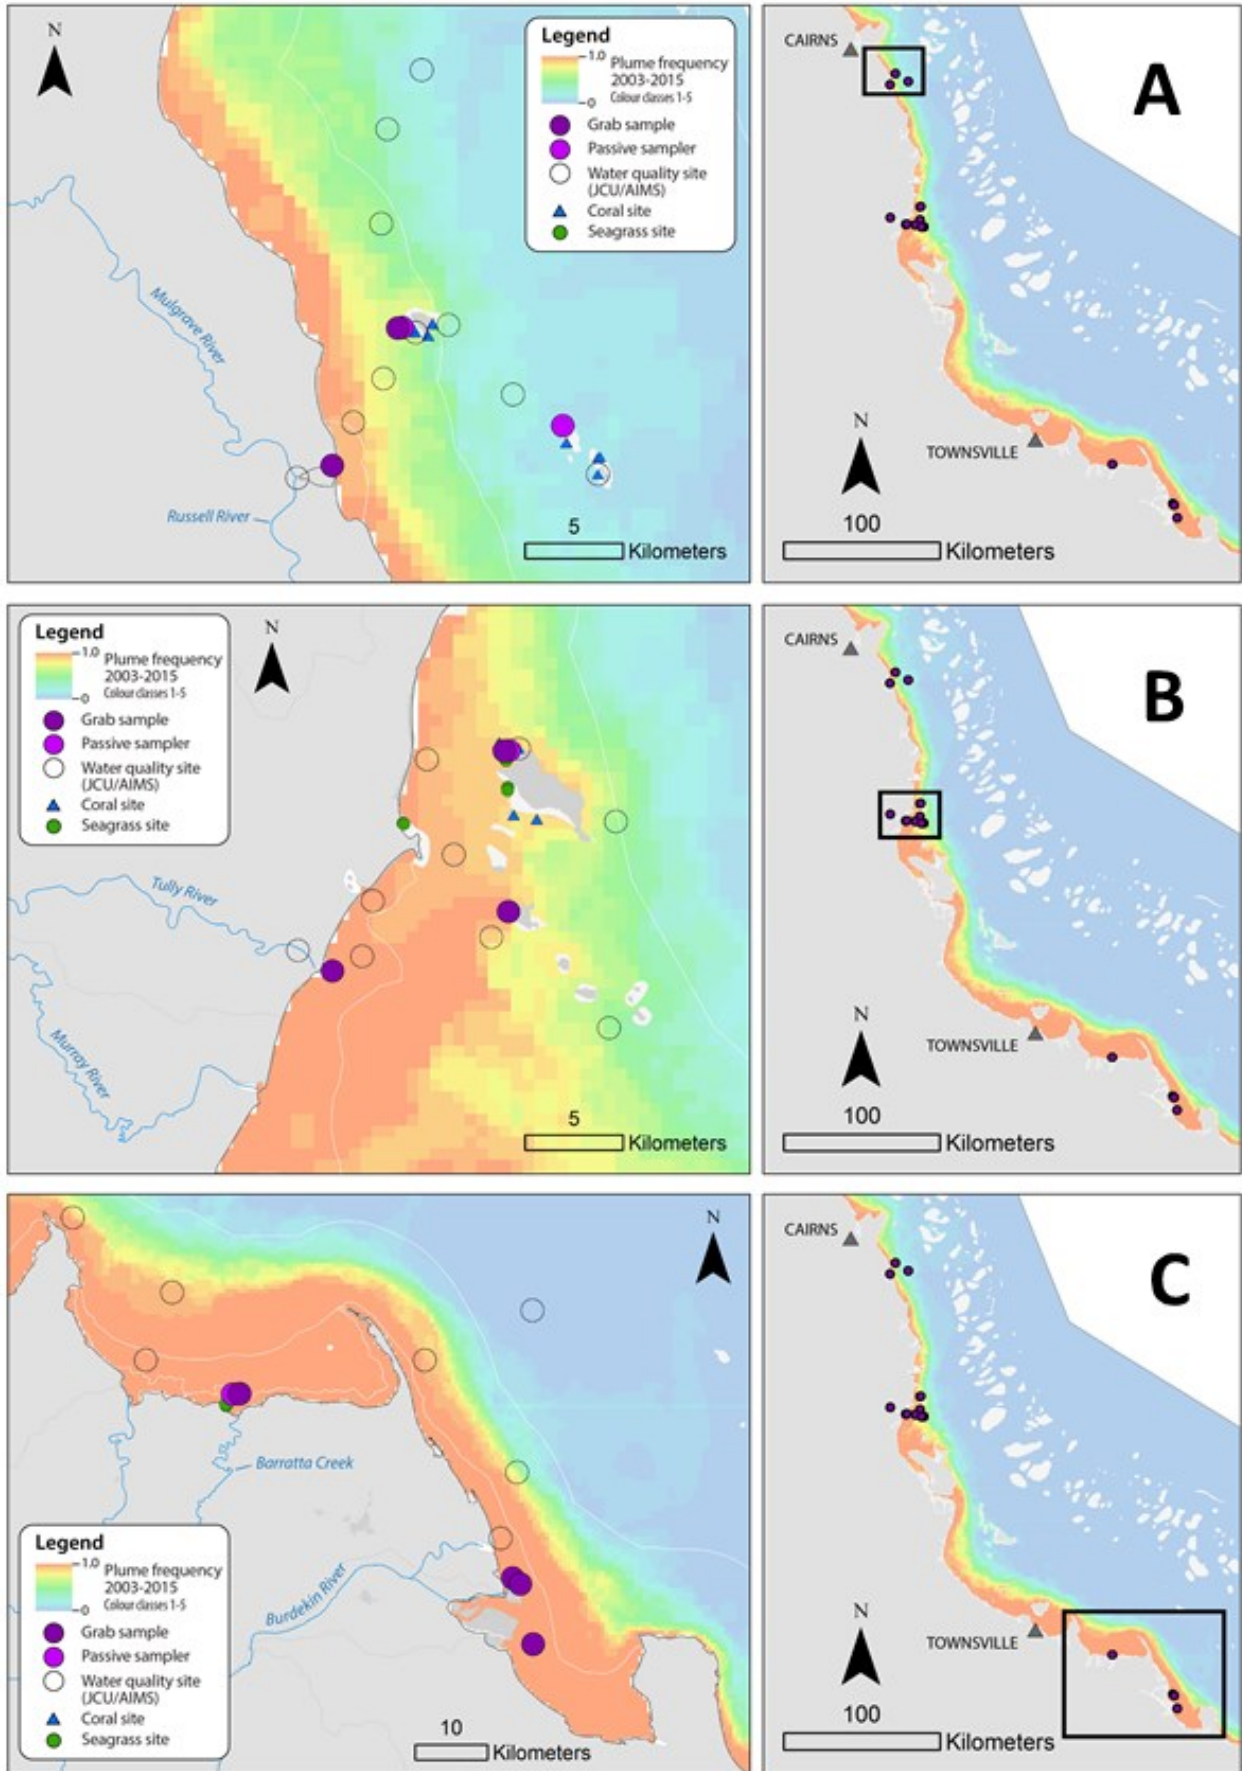 N
Legend
1.0
Plume frequency
2003-2015
Colour classes 1-5
0
Grab sample
Passive sampler
Water quality site
(JCU/AIMS)
Coral site
Seagrass site
Mulgrave River
Russell River
5
Kilometers
CAIRNS
A
N
TOWNSVILLE
100
Kilometers
Legend
1.0
Plume frequency
2003-2015
Colour classes 1-5
0
Grab sample
Passive sampler
Water quality site
(JCU/AIMS)
Coral site
Seagrass site
N
Tully River
Murray River
5
Kilometers
CAIRNS
B
N
TOWNSVILLE
100
Kilometers
N
Barratta Creek
Burdekin River
Legend
1.0
Plume frequency
2003-2015
Colour classes 1-5
0
Grab sample
Passive sampler
Water quality site
(JCU/AIMS)
Coral site
Seagrass site
10
Kilometers
CAIRNS
C
N
TOWNSVILLE
100
Kilometers